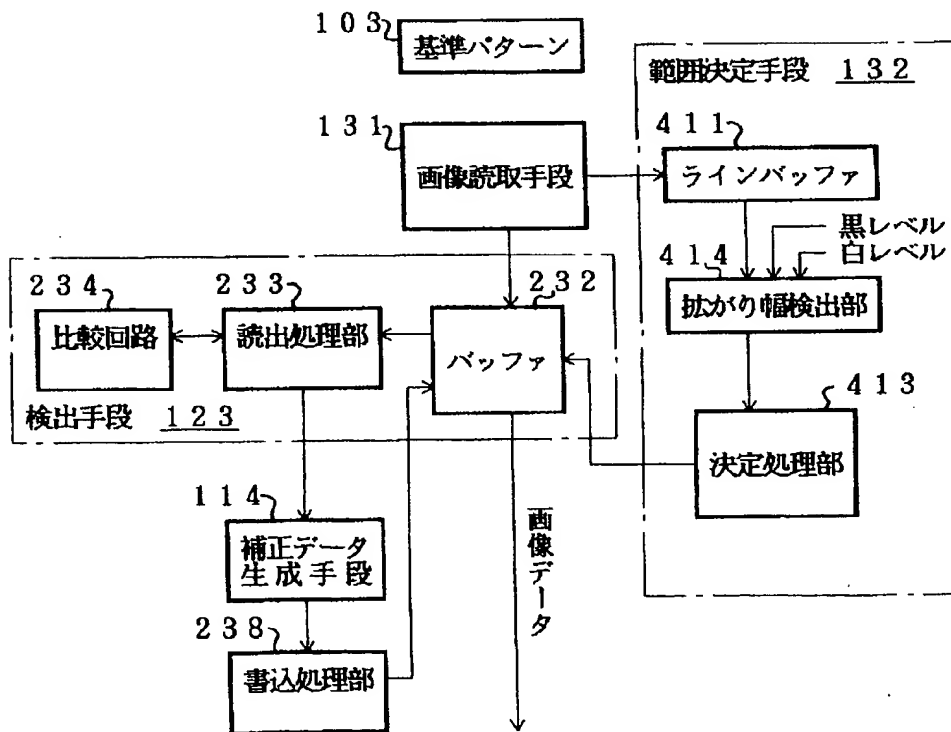 103
基準パターン
範囲決定手段 132
131
画像読取手段
411
ラインバッファ
黒レベル
白レベル
414
拡がり幅検出部
234
比較回路
233
読出処理部
232
バッファ
検出手段 123
413
決定処理部
114
補正データ
生成手段
画像データ
238
書込処理部